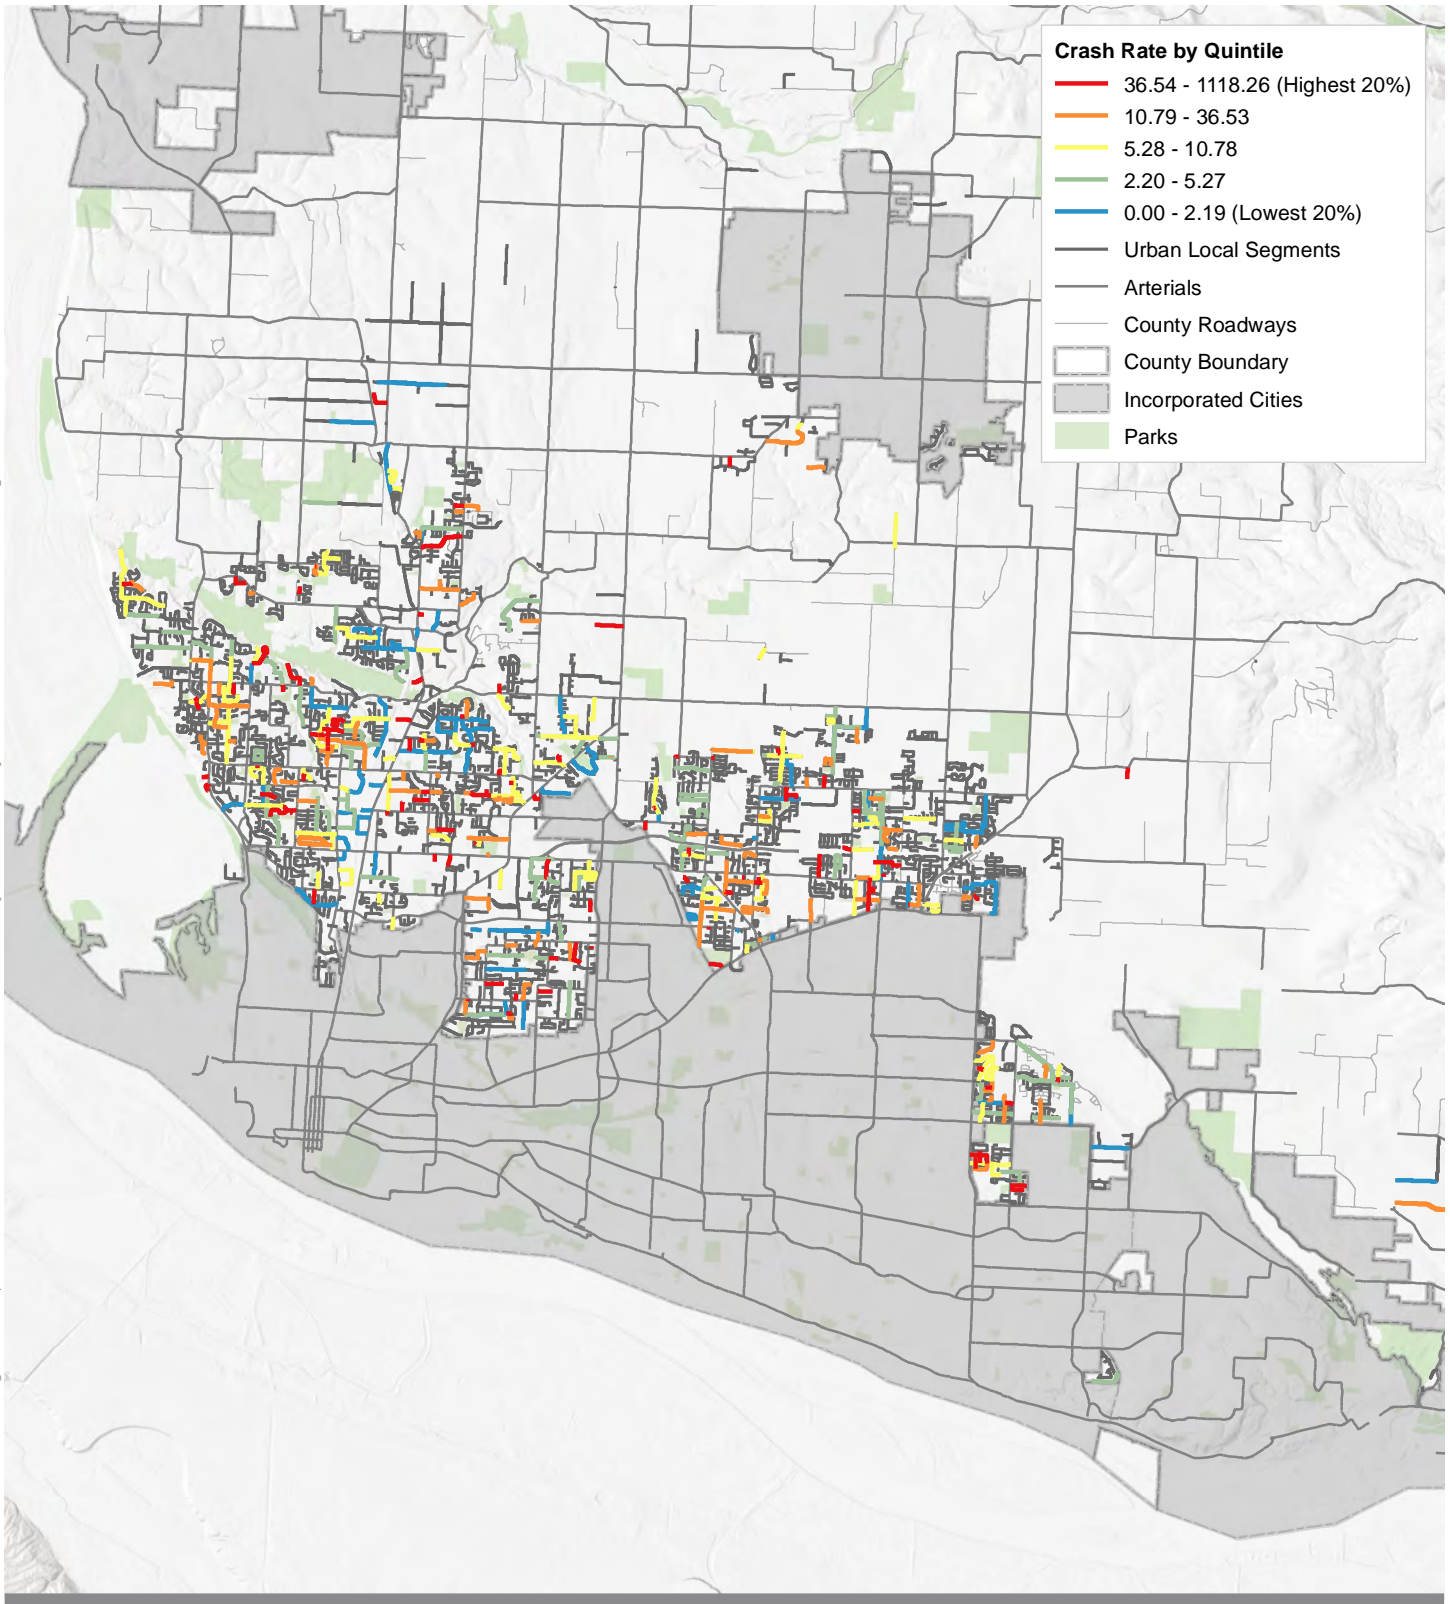 Crash Rate by Quintile
36.54 - 1118.26 (Highest 20%)
10.79 - 36.53
5.28 - 10.78
2.20 - 5.27
0.00 - 2.19 (Lowest 20%)
Urban Local Segments
Arterials
County Roadways
County Boundary
Incorporated Cities
Parks